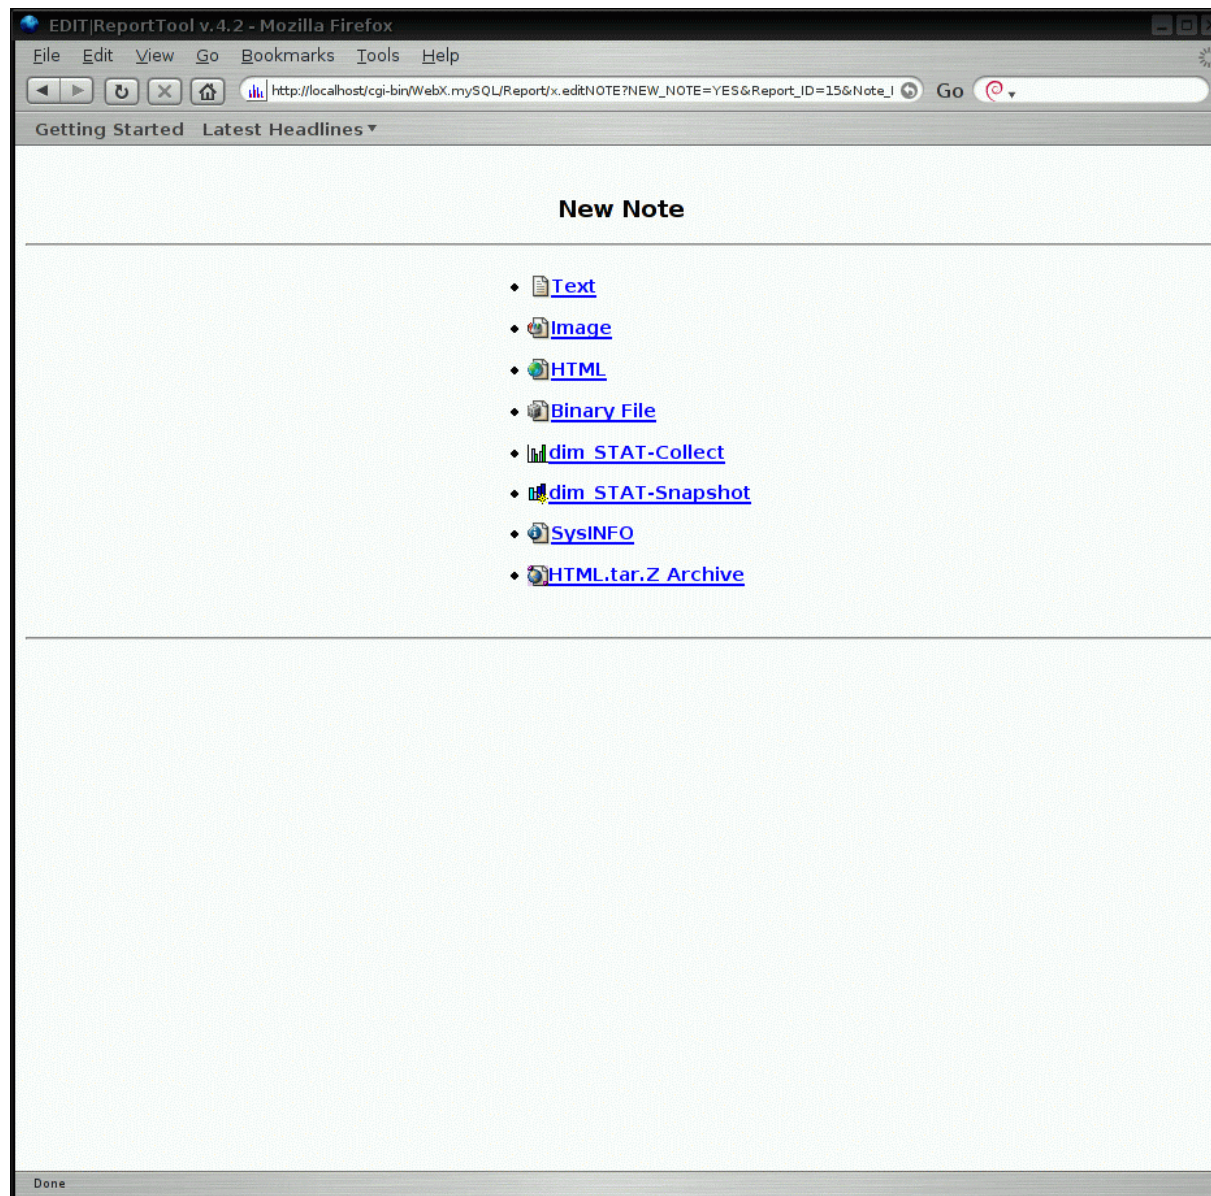 EDIT|ReportTool v.4.2 - Mozilla Firefox
File Edit View Go Bookmarks Tools Help
http://localhost/cgi-bin/WebX.mySQL/Report/x.editNOTE?NEW_NOTE=YES&Report_ID=15&Note_I Go
Getting Started Latest Headlines
New Note
Text
Image
HTML
Binary File
dim_STAT-Collect
dim_STAT-Snapshot
SysINFO
HTML.tar.Z Archive
Done